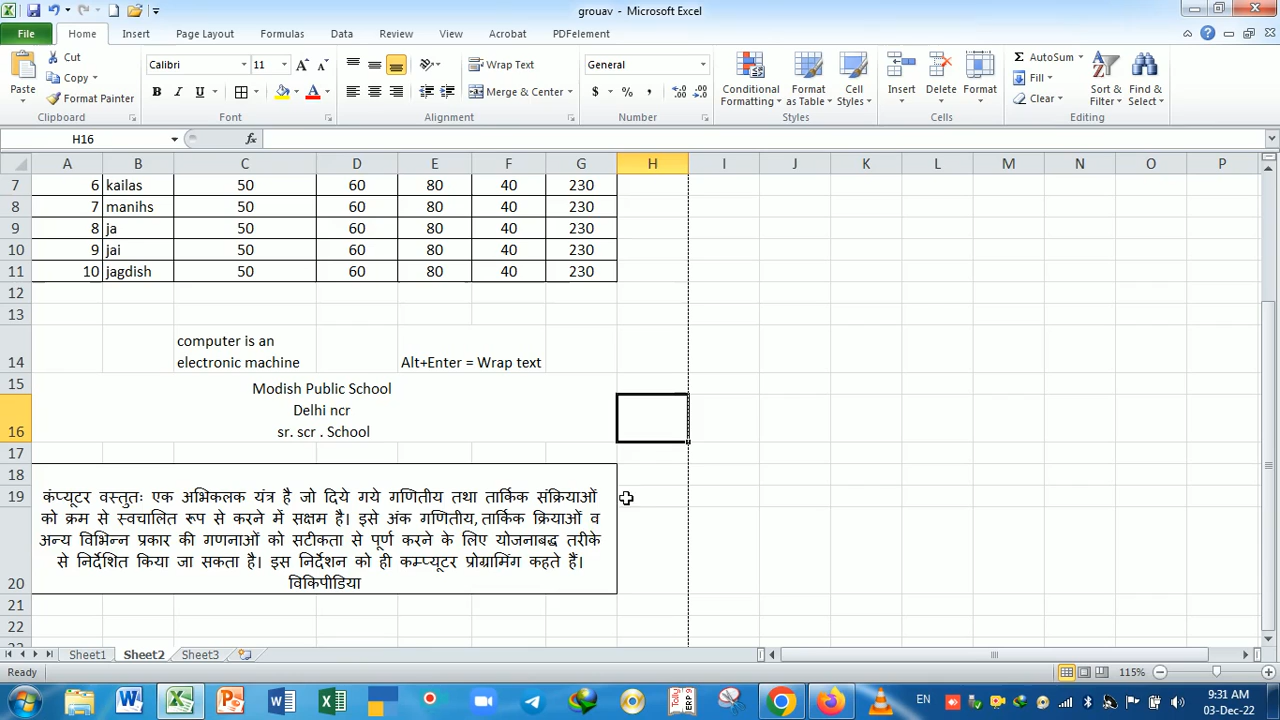 grouav - Microsoft Excel
File Home Insert Page Layout Formulas Data Review View Acrobat PDFelement
Paste Cut Copy Format Painter Clipboard
Calibri 11 B I U A Font
Wrap Text Merge & Center Alignment
General $ % , Number
Conditional Formatting Format as Table Cell Styles Styles
Insert Delete Format Cells
AutoSum Fill Clear Sort & Filter Find & Select Editing
H16 fx
A B C D E F G H I J K L M N O P
7 6 kailas 50 60 80 40 230
8 7 manihs 50 60 80 40 230
9 8 ja 50 60 80 40 230
10 9 jai 50 60 80 40 230
11 10 jagdish 50 60 80 40 230
12
13
computer is an
14 electronic machine Alt+Enter = Wrap text
15 Modish Public School
Delhi ncr
16 sr. scr . School
17
18
19 कंप्यूटर वस्तुतः एक अभिकलक यंत्र है जो दिये गये गणितीय तथा तार्किक संक्रियाओं
को क्रम से स्वचालित रूप से करने में सक्षम है। इसे अंक गणितीय, तार्किक क्रियाओं व
अन्य विभिन्न प्रकार की गणनाओं को सटीकता से पूर्ण करने के लिए योजनाबद्ध तरीके
से निर्देशित किया जा सकता है। इस निर्देशन को ही कम्प्यूटर प्रोग्रामिंग कहते हैं।
20 विकिपीडिया
21
22
Sheet1 Sheet2 Sheet3
Ready 115%
EN 9:31 AM
03-Dec-22